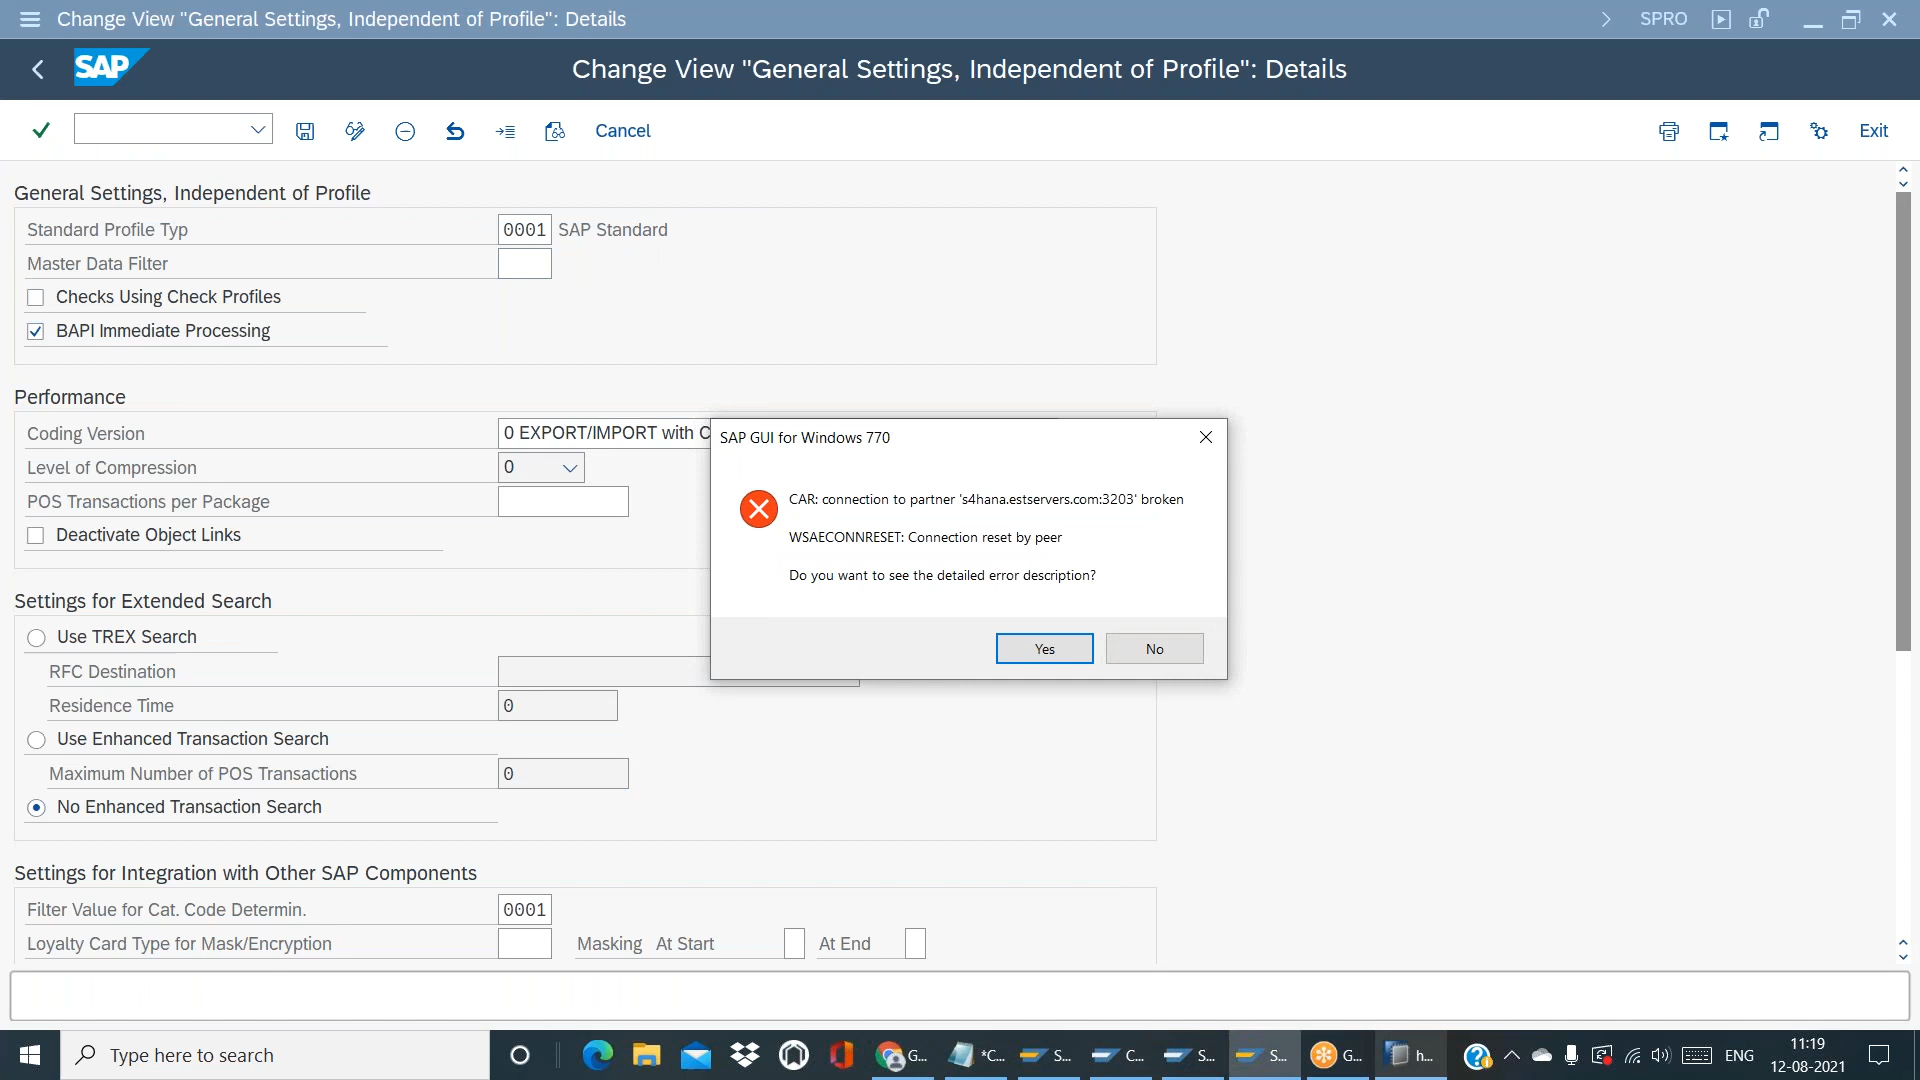 Change View "General Settings, Independent of Profile": Details
SPRO
SAP
Change View "General Settings, Independent of Profile": Details
Cancel
Exit
General Settings, Independent of Profile
Standard Profile Typ 0001 SAP Standard
Master Data Filter
Checks Using Check Profiles
BAPI Immediate Processing
Performance
Coding Version 0 EXPORT/IMPORT with C
Level of Compression 0
POS Transactions per Package
Deactivate Object Links
SAP GUI for Windows 770
CAR: connection to partner 's4hana.estservers.com:3203' broken
WSAECONNRESET: Connection reset by peer
Do you want to see the detailed error description?
Yes No
Settings for Extended Search
Use TREX Search
RFC Destination
Residence Time 0
Use Enhanced Transaction Search
Maximum Number of POS Transactions 0
No Enhanced Transaction Search
Settings for Integration with Other SAP Components
Filter Value for Cat. Code Determin. 0001
Loyalty Card Type for Mask/Encryption Masking At Start At End
Type here to search
G... *C... S... C... S... S... G... h...
ENG
11:19
12-08-2021